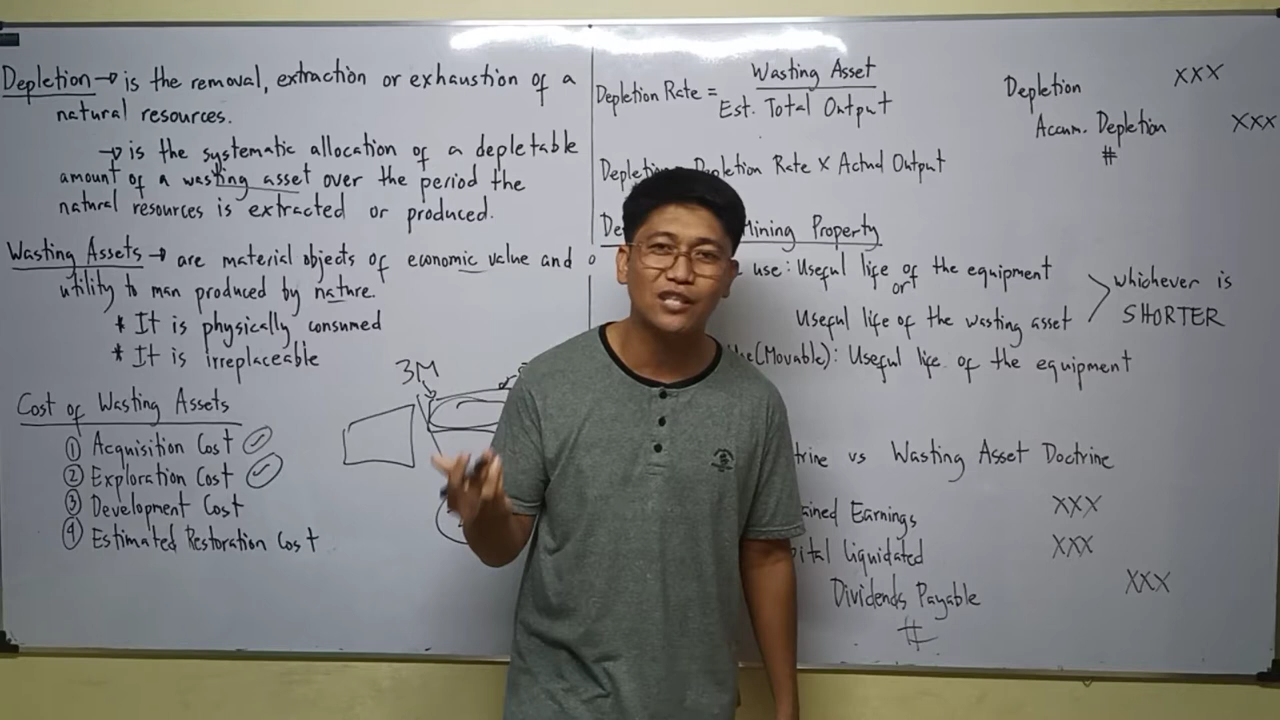 Depletion → is the removal, extraction or exhaustion of a
natural resources.
→ is the systematic allocation of a depletable
amount of a wasting asset over the period the
natural resources is extracted or produced.
Wasting Assets → are material objects of economic value and
utility to man produced by nature.
* It is physically consumed
* It is irreplaceable
3M
Cost of Wasting Assets
① Acquisition Cost
② Exploration Cost
③ Development Cost
④ Estimated Restoration Cost
Depletion Rate = Wasting Asset
Est. Total Output
Depletion Rate X Actual Output
Mining Property
use: Useful life of the equipment
or
Useful life of the wasting asset
whichever is
SHORTER
(Movable): Useful life of the equipment
vs Wasting Asset Doctrine
Earnings XXX
Liquidated XXX
Dividends Payable XXX
#
Depletion XXX
Accum. Depletion XXX
#